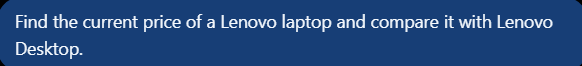 Find the current price of a Lenovo laptop and compare it with Lenovo
Desktop.